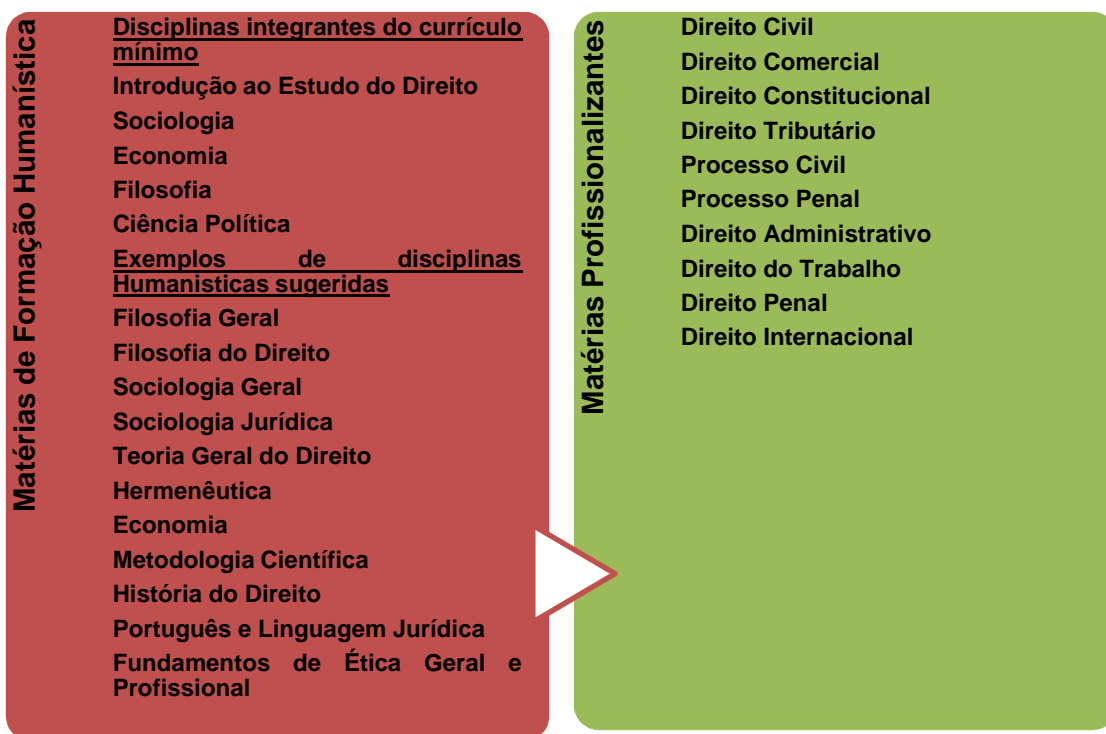 Matérias de Formação Humanística
Disciplinas integrantes do currículo
mínimo
Introdução ao Estudo do Direito
Sociologia
Economia
Filosofia
Ciência Política
Exemplos de disciplinas
Humanisticas sugeridas
Filosofia Geral
Filosofia do Direito
Sociologia Geral
Sociologia Jurídica
Teoria Geral do Direito
Hermenêutica
Economia
Metodologia Científica
História do Direito
Português e Linguagem Jurídica
Fundamentos de Ética Geral e
Profissional
Matérias Profissionalizantes
Direito Civil
Direito Comercial
Direito Constitucional
Direito Tributário
Processo Civil
Processo Penal
Direito Administrativo
Direito do Trabalho
Direito Penal
Direito Internacional